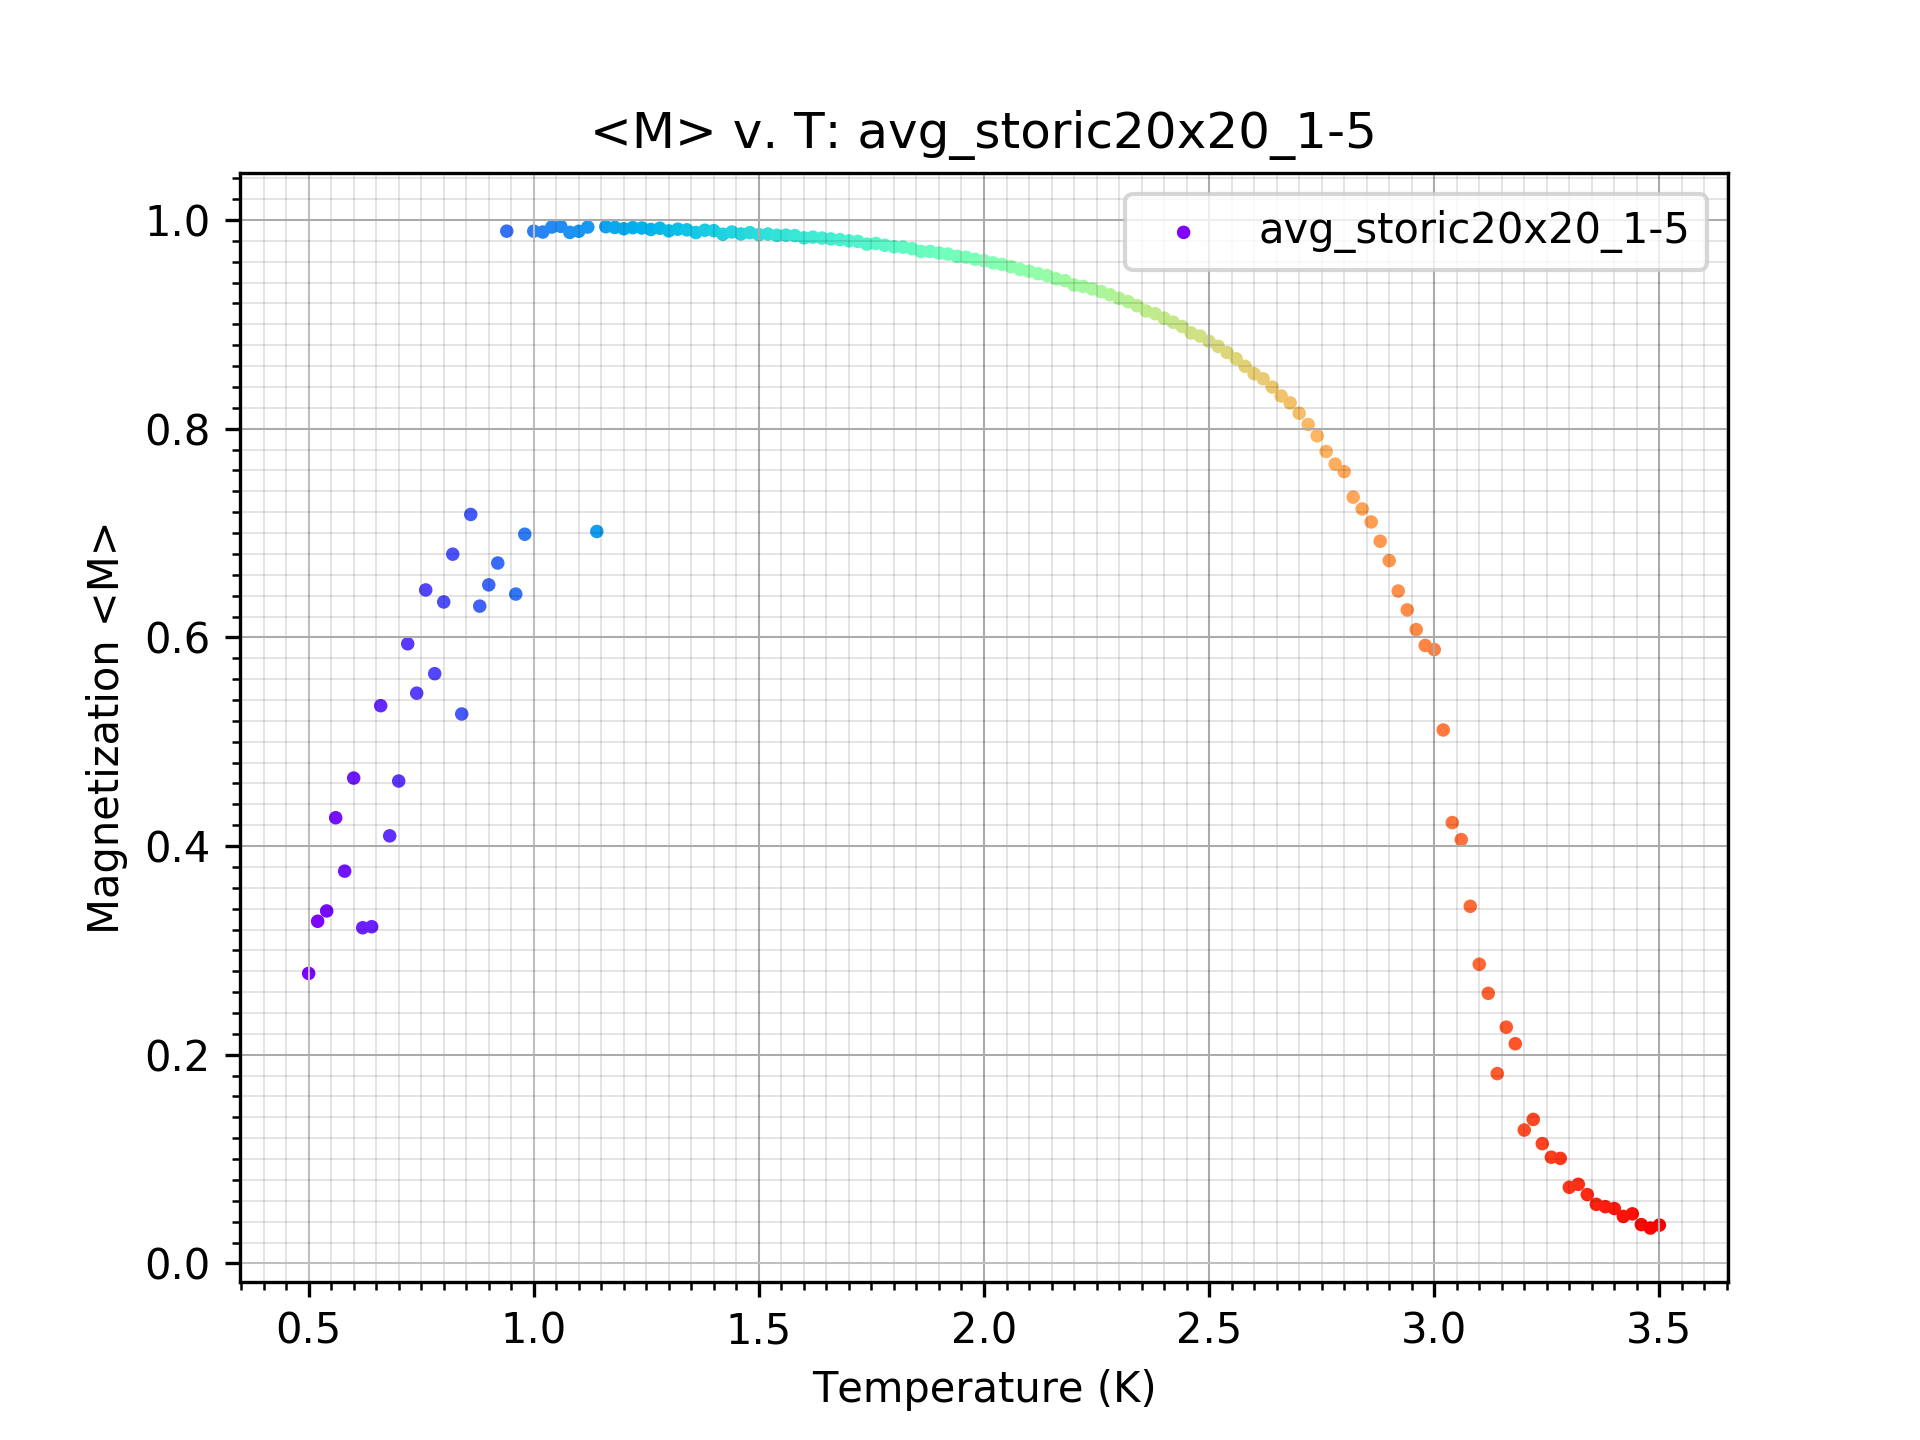 <M> v. T: avg_storic20x20_1-5
avg_storic20x20_1-5
Magnetization <M>
1.0
0.8
0.6
0.4
0.2
0.0
0.5 1.0 1.5 2.0 2.5 3.0 3.5
Temperature (K)